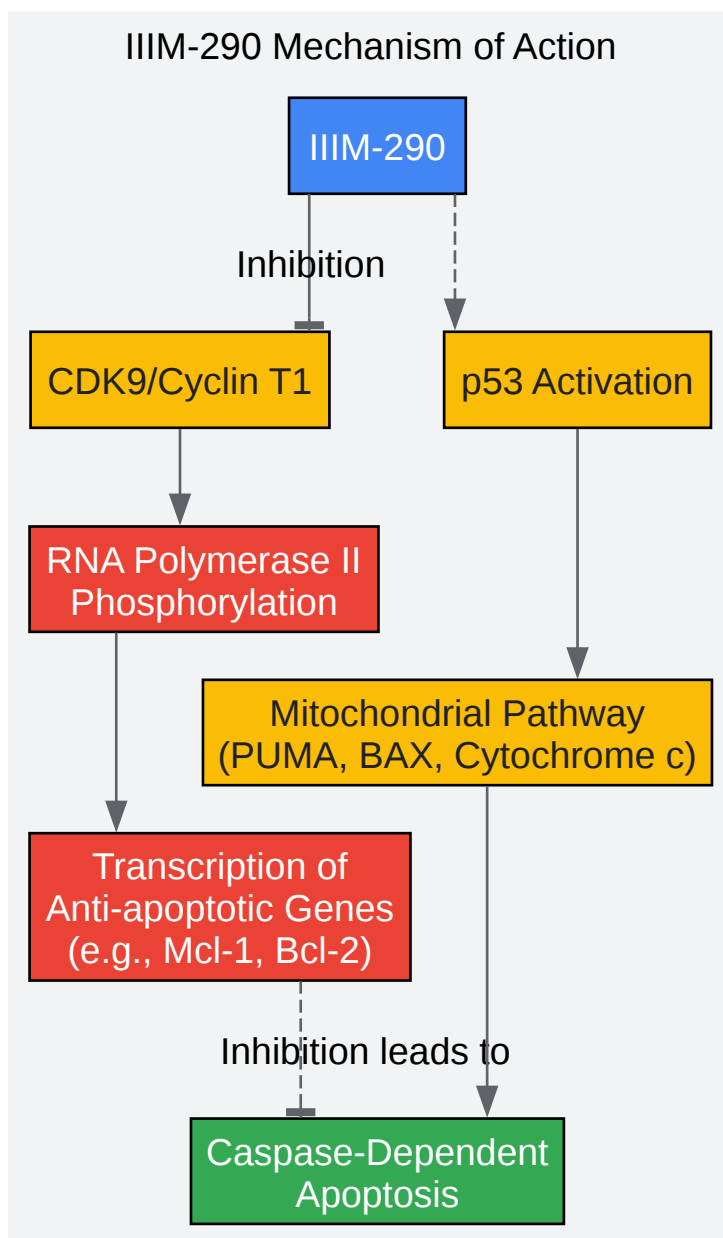 IIIM-290 Mechanism of Action
IIIM-290
Inhibition
CDK9/Cyclin T1
p53 Activation
RNA Polymerase II
Phosphorylation
Mitochondrial Pathway
(PUMA, BAX, Cytochrome c)
Transcription of
Anti-apoptotic Genes
(e.g., Mcl-1, Bcl-2)
Inhibition leads to
Caspase-Dependent
Apoptosis